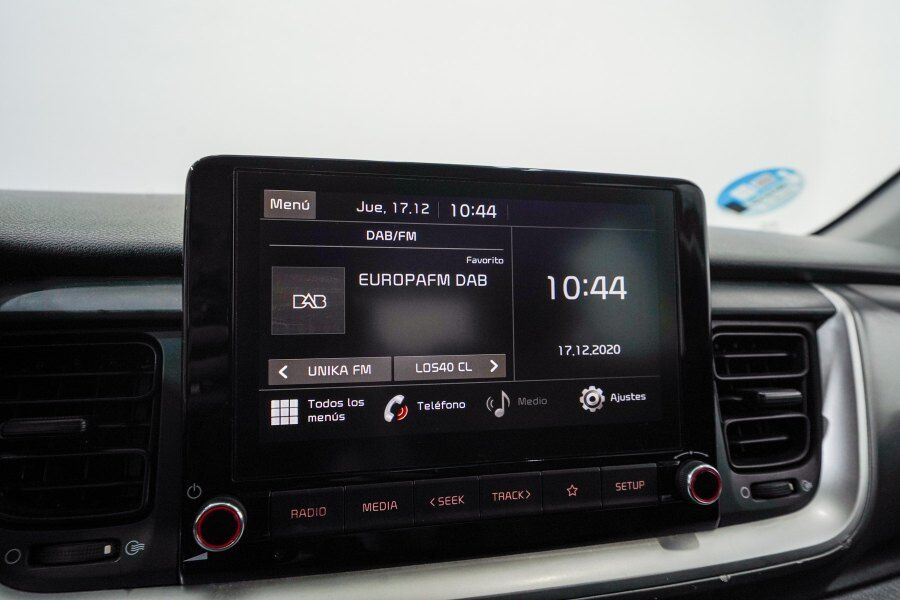 Menú
Jue, 17.12
10:44
DAB/FM
Favorito
EUROPAFM DAB
DAB
10:44
17.12.2020
< UNIKA FM
LOS40 CL >
Todos los
menús
Teléfono
Medio
Ajustes
RADIO
MEDIA
< SEEK
TRACK >
SETUP